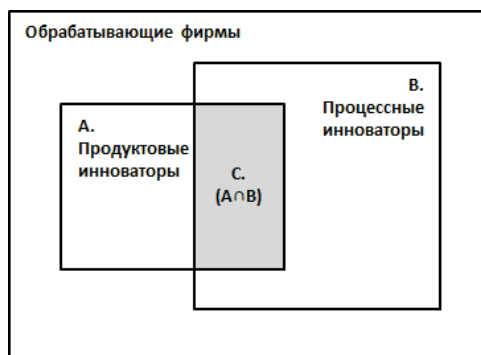 Обрабатывающие фирмы
В.
Процессные
инноваторы
А.
Продуктовые
инноваторы
С.
(А∩В)